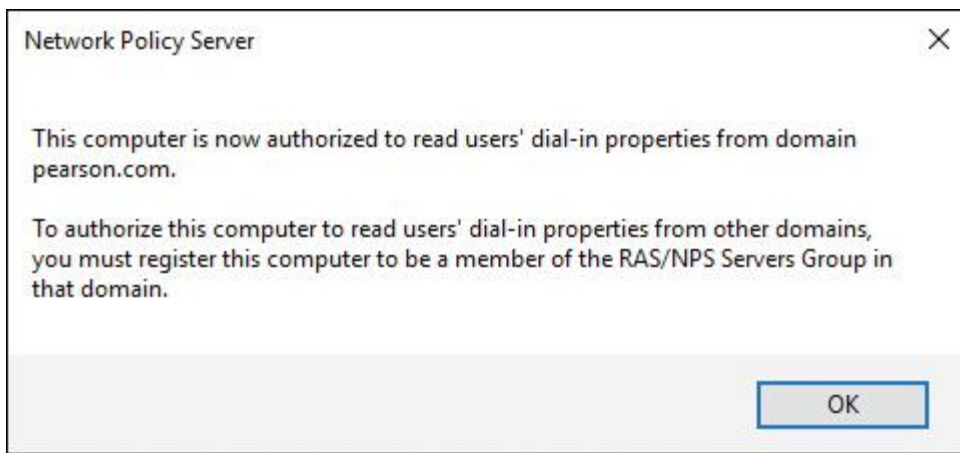 Network Policy Server
This computer is now authorized to read users' dial-in properties from domain
pearson.com.
To authorize this computer to read users' dial-in properties from other domains,
you must register this computer to be a member of the RAS/NPS Servers Group in
that domain.
OK